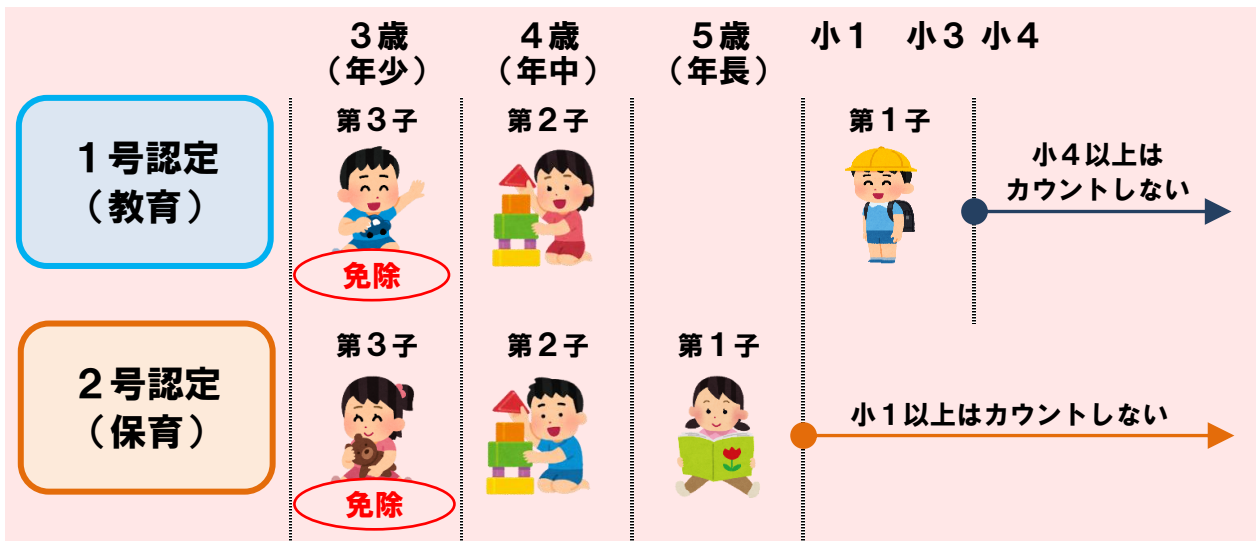 ３歳 ４歳 ５歳 小１ 小３ 小４
（年少） （年中） （年長）
１号認定
（教育）
第３子 第２子 第１子
小４以上は
カウントしない
免除
２号認定
（保育）
第３子 第２子 第１子
小１以上はカウントしない
免除